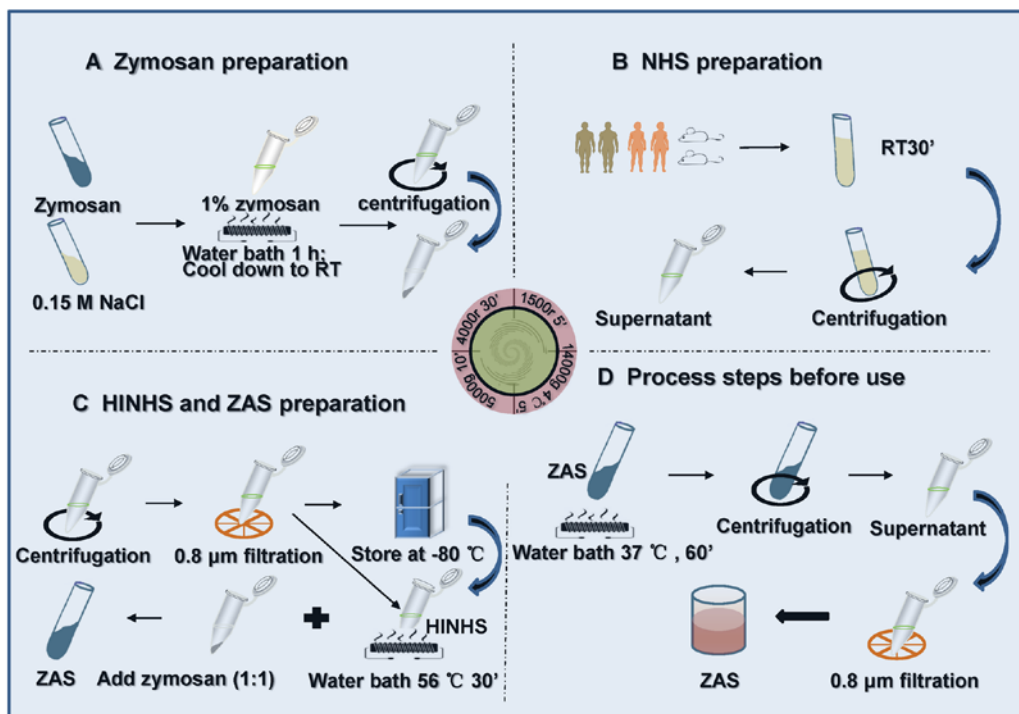 A Zymosan preparation
Zymosan
0.15 M NaCl
1% zymosan
Water bath 1 h;
Cool down to RT
centrifugation
B NHS preparation
RT30’
Supernatant
Centrifugation
4000r 30’
1500r 5’
5000g 10’
14000g 4℃ 5’
C HINHS and ZAS preparation
Centrifugation
0.8 μm filtration
Store at -80 ℃
HINHS
ZAS
Add zymosan (1:1)
Water bath 56 ℃ 30’
D Process steps before use
ZAS
Water bath 37 ℃ , 60’
Centrifugation
Supernatant
ZAS
0.8 μm filtration